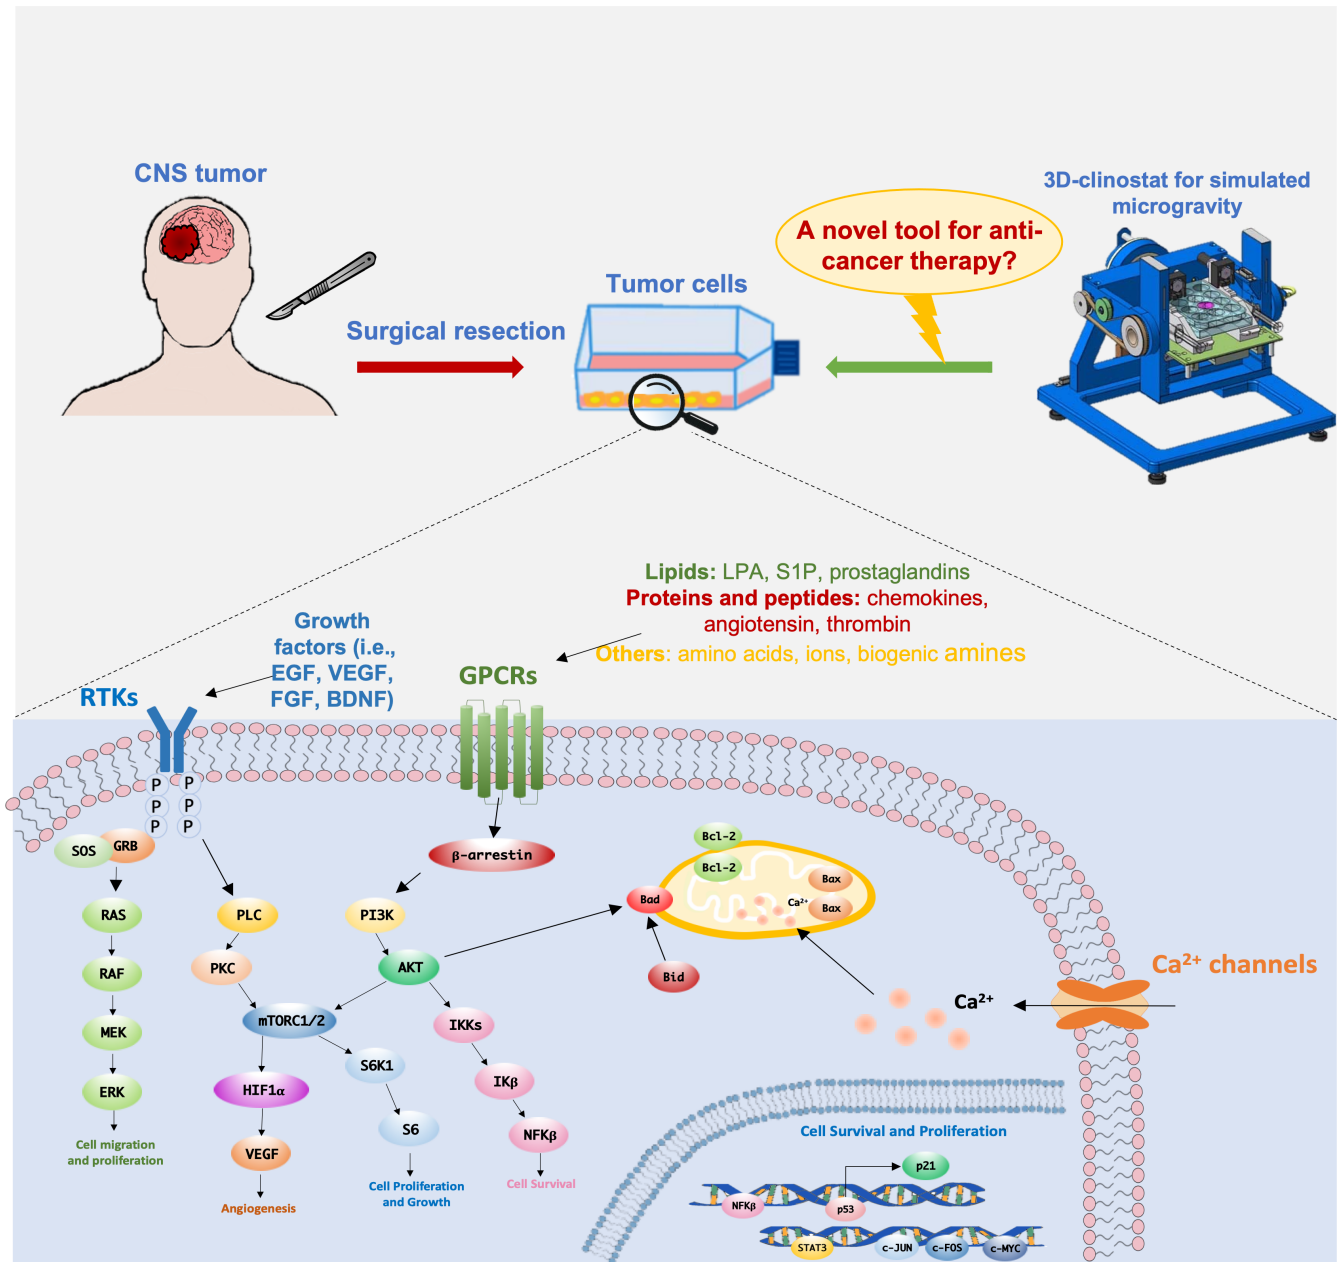 CNS tumor
3D-clinostat for simulated
microgravity
A novel tool for anti-
cancer therapy?
Tumor cells
Surgical resection
Lipids: LPA, S1P, prostaglandins
Proteins and peptides: chemokines,
angiotensin, thrombin
Others: amino acids, ions, biogenic amines
Growth
factors (i.e.,
EGF, VEGF,
FGF, BDNF)
GPCRs
RTKs
P P
P P
P P
SOS
GRB
β-arrestin
Bcl-2
Bcl-2
Bax
Bax
Ca²⁺
Bad
RAS
PLC
PI3K
RAF
PKC
AKT
Bid
Ca²⁺ channels
Ca²⁺
MEK
mTORC1/2
IKKs
S6K1
ERK
HIF1α
IKβ
S6
NFKβ
Cell migration
and proliferation
VEGF
Cell Proliferation
and Growth
Cell Survival
Angiogenesis
Cell Survival and Proliferation
p21
NFKβ
p53
STAT3
c-JUN
c-FOS
c-MYC